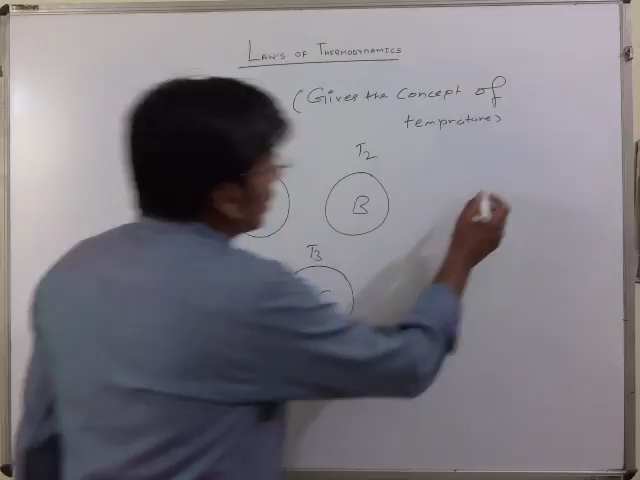 LAWS OF THERMODYNAMICS
(Gives the Concept of
temprature)
T2
B
T3
C